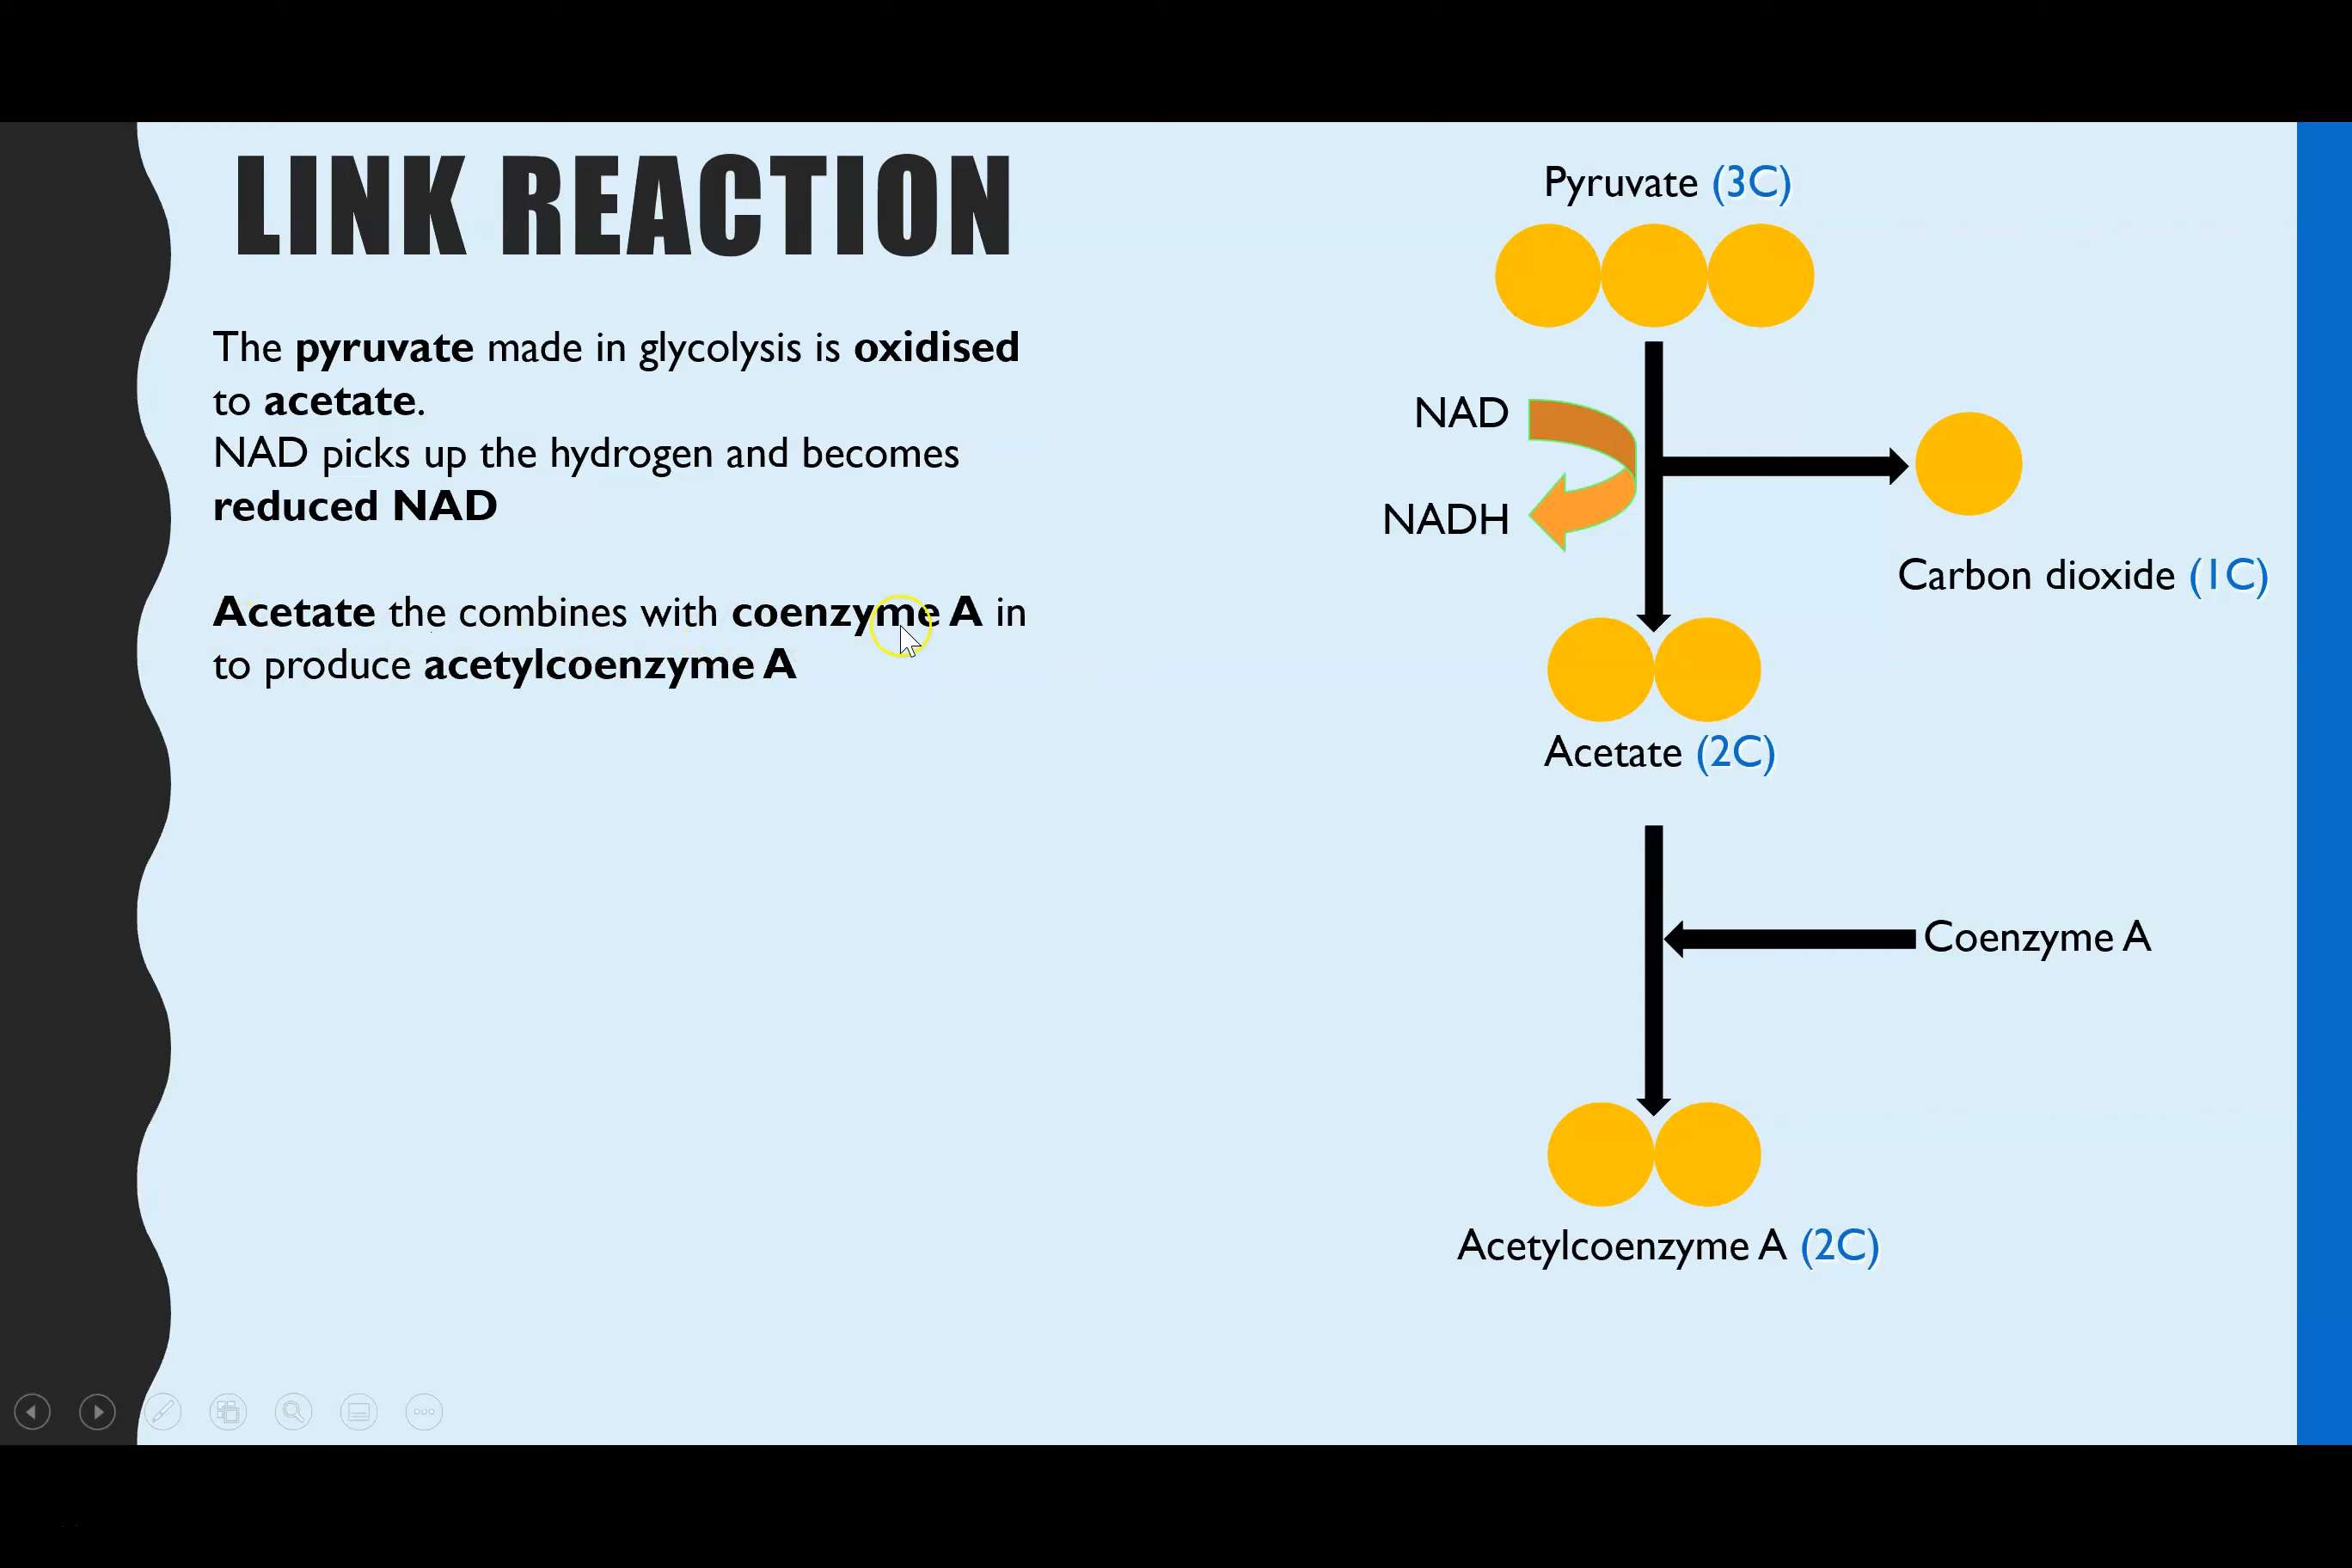 LINK REACTION
The pyruvate made in glycolysis is oxidised
to acetate.
NAD picks up the hydrogen and becomes
reduced NAD
Acetate the combines with coenzyme A in
to produce acetylcoenzyme A
Pyruvate (3C)
NAD
NADH
Carbon dioxide (1C)
Acetate (2C)
Coenzyme A
Acetylcoenzyme A (2C)